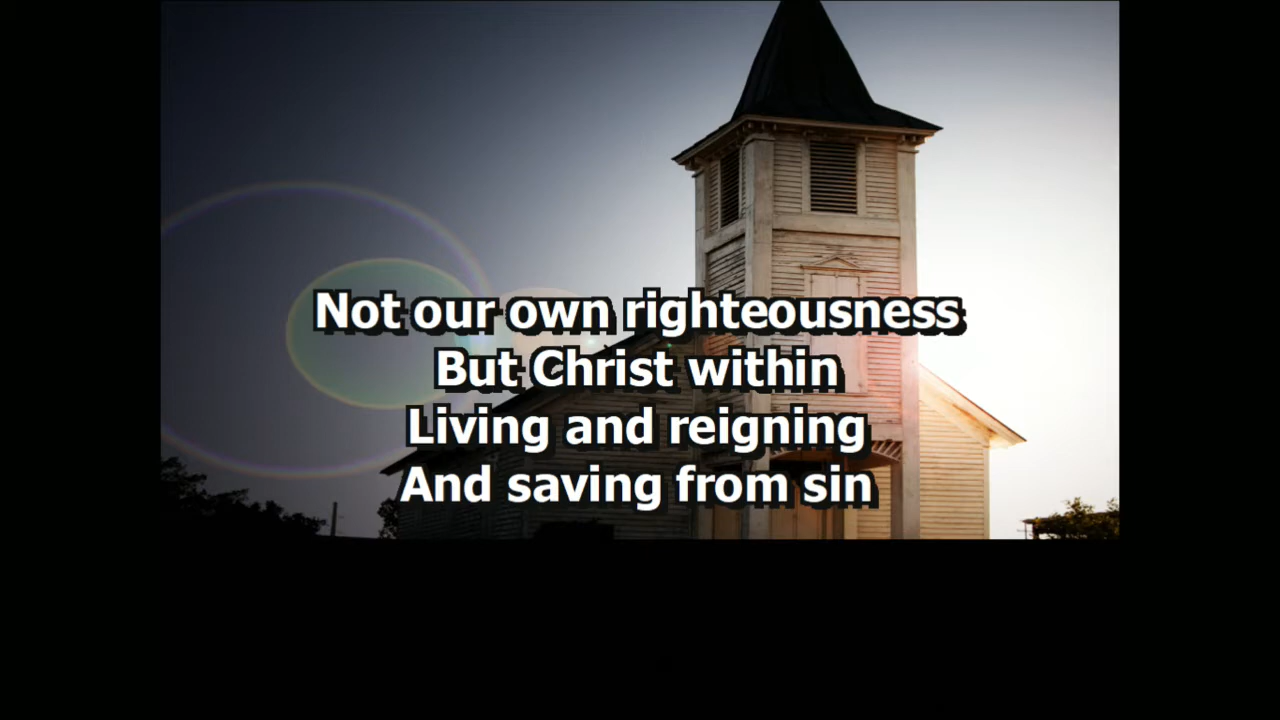 Not our own righteousness
But Christ within
Living and reigning
And saving from sin